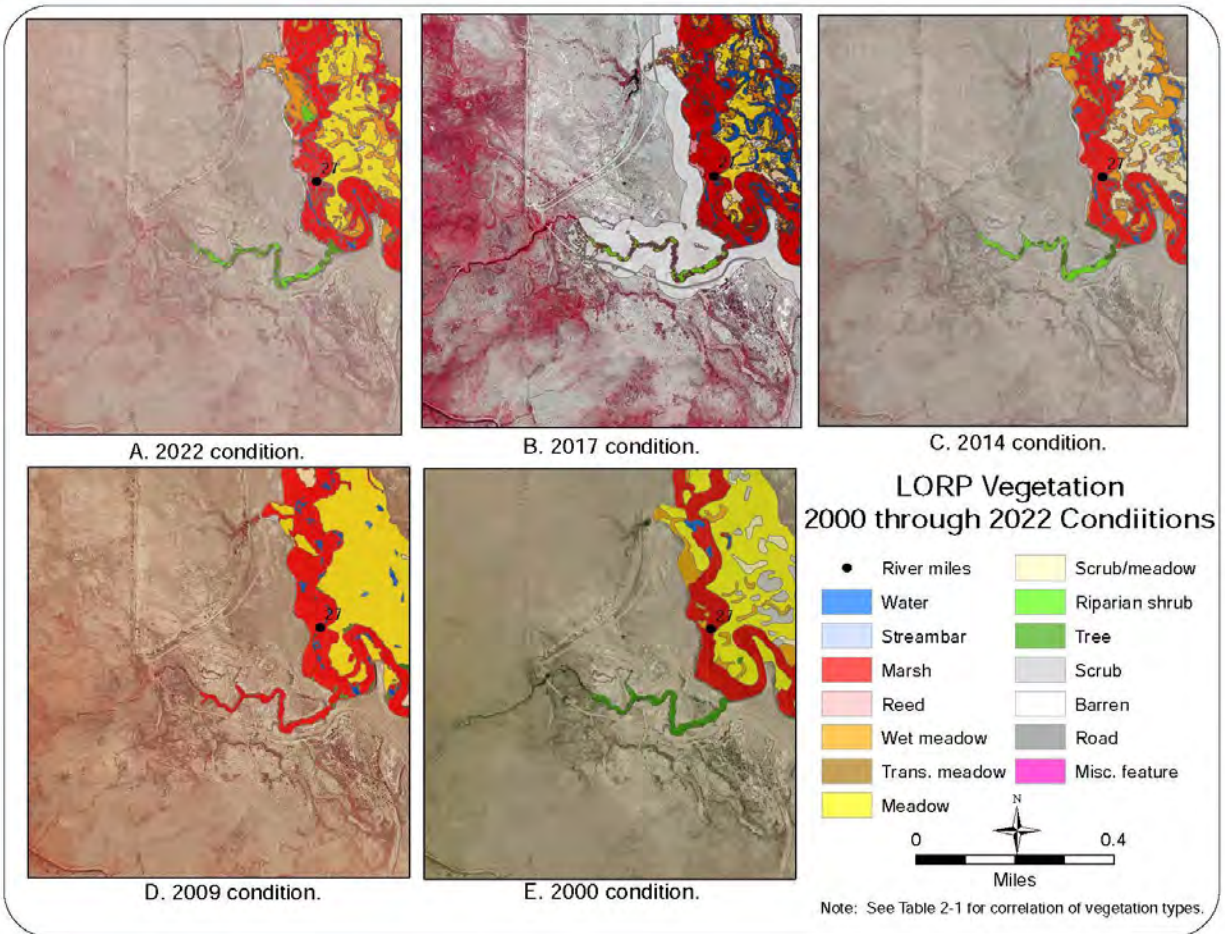 27
27
27
A. 2022 condition.
B. 2017 condition.
C. 2014 condition.
27
27
D. 2009 condition.
E. 2000 condition.
LORP Vegetation
2000 through 2022 Condiitions
River miles
Water
Streambar
Marsh
Reed
Wet meadow
Trans. meadow
Meadow
Scrub/meadow
Riparian shrub
Tree
Scrub
Barren
Road
Misc. feature
N
0 0.4
Miles
Note: See Table 2-1 for correlation of vegetation types.